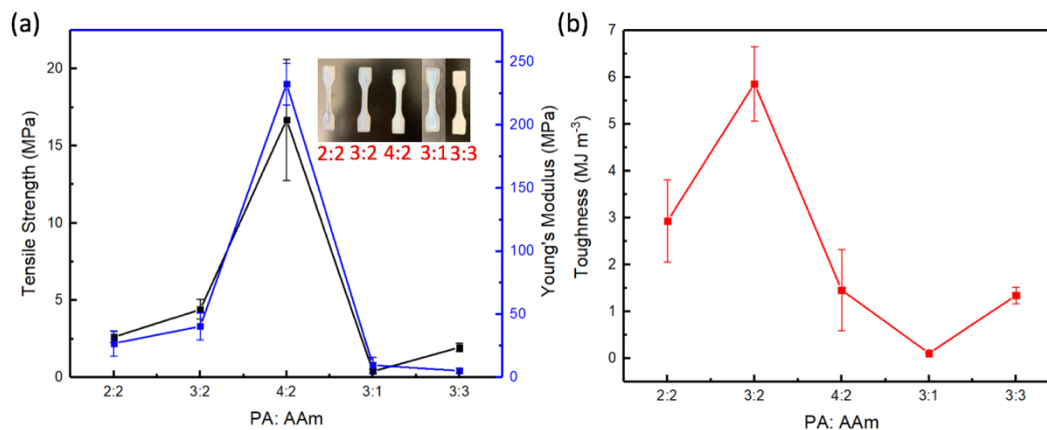 (a)
20
15
10
5
0
Tensile Strength (MPa)
2:2 3:2 4:2 3:1 3:3
250
200
150
100
50
0
Young's Modulus (MPa)
2:2 3:2 4:2 3:1 3:3
PA: AAm
(b)
7
6
5
4
3
2
1
0
Toughness (MJ m-3)
2:2 3:2 4:2 3:1 3:3
PA: AAm